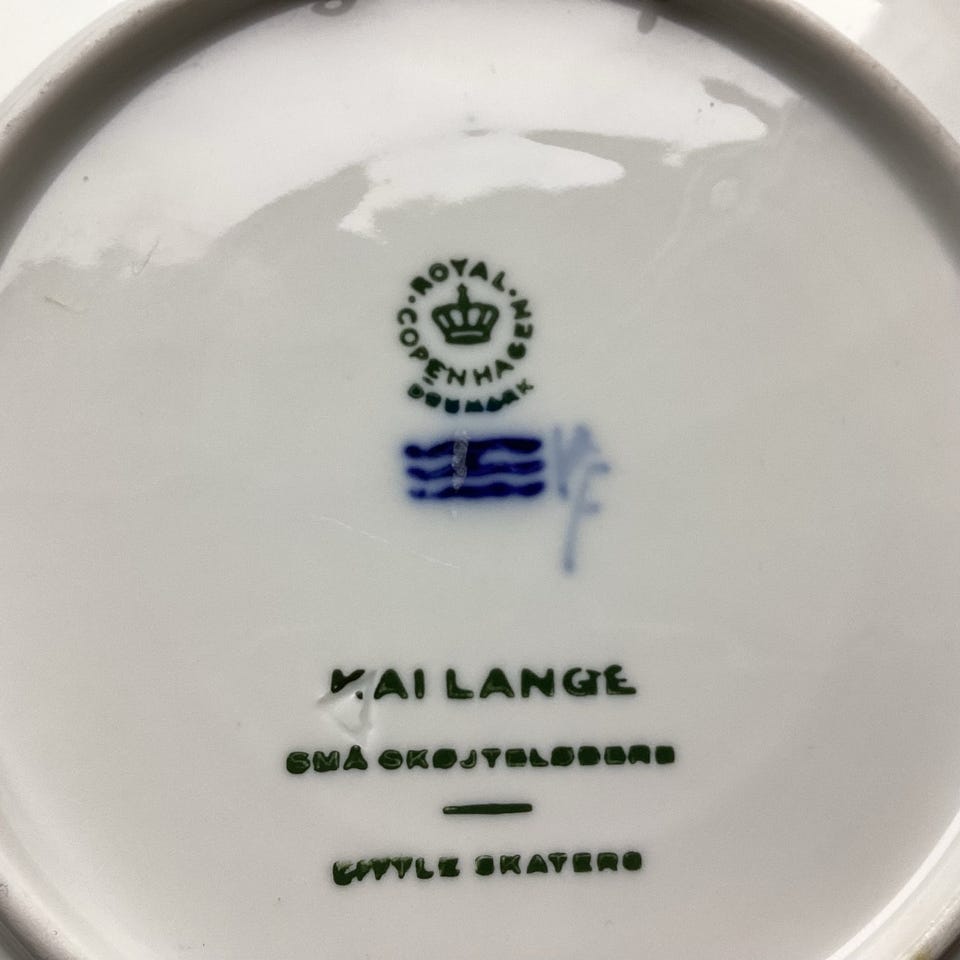 ROYAL·COPENHAGEN·
DENMARK
KAI LANGE
SMÅ SKØJTELØBERE
LITTLE SKATERS